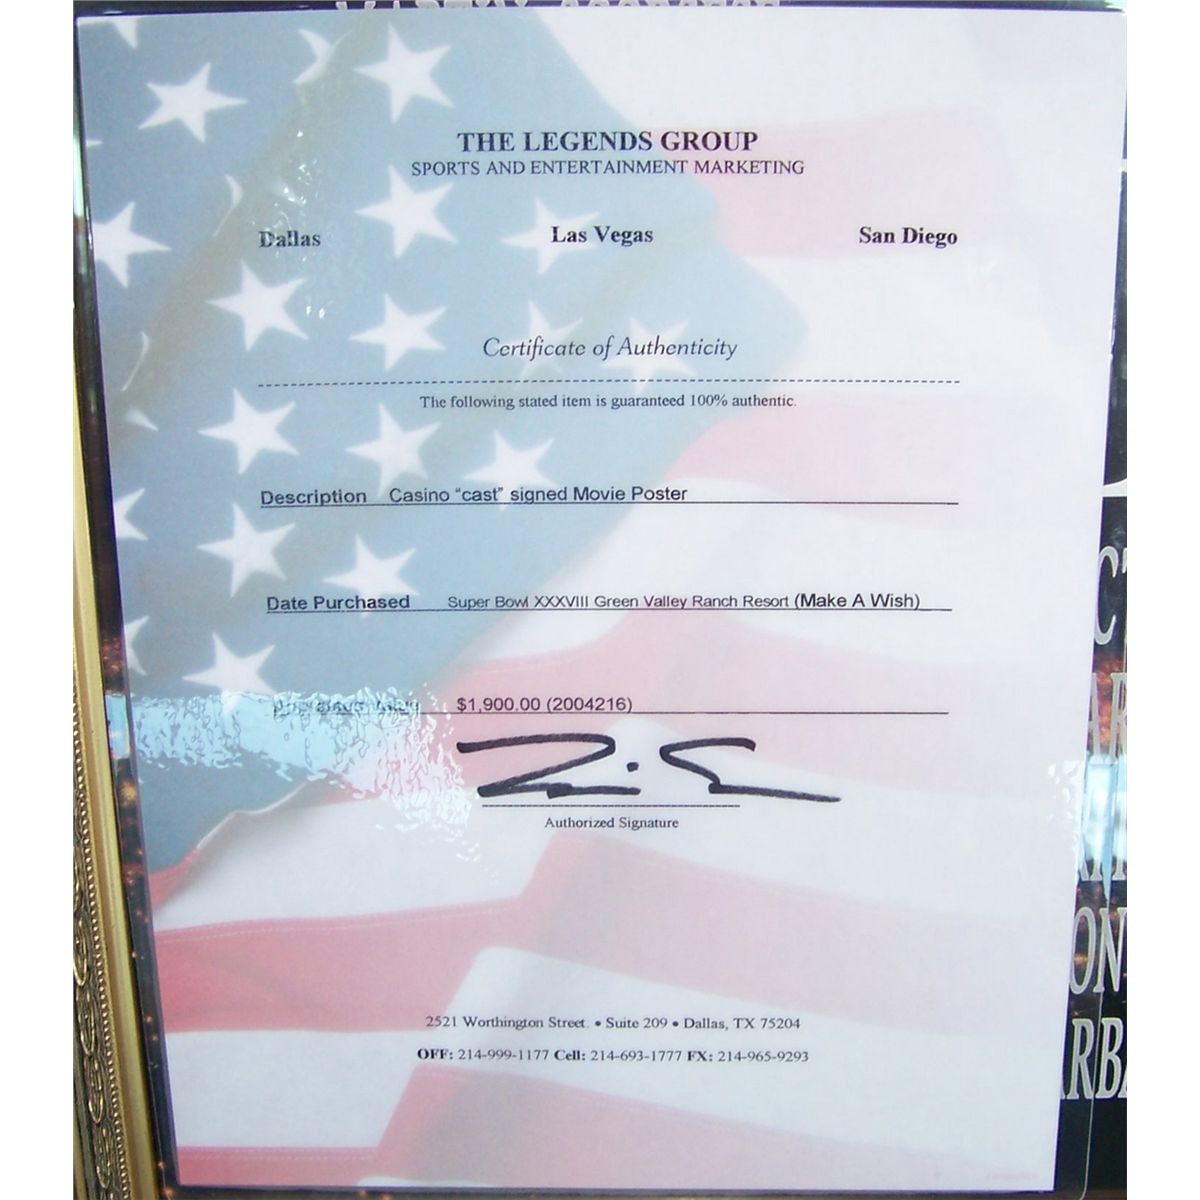 THE LEGENDS GROUP
SPORTS AND ENTERTAINMENT MARKETING
Dallas Las Vegas San Diego
Certificate of Authenticity
The following stated item is guaranteed 100% authentic.
Description Casino "cast" signed Movie Poster
Date Purchased Super Bowl XXXVIII Green Valley Ranch Resort (Make A Wish)
$1,900.00 (2004216)
Authorized Signature
2521 Worthington Street. • Suite 209 • Dallas, TX 75204
OFF: 214-999-1177 Cell: 214-693-1777 FX: 214-965-9293